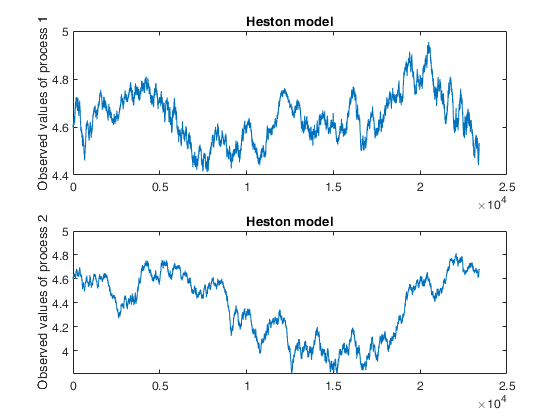 Heston model
Observed values of process 1
5
4.8
4.6
4.4
0 0.5 1 1.5 2 2.5
×10^4
Heston model
Observed values of process 2
5
4.8
4.6
4.4
4.2
4
0 0.5 1 1.5 2 2.5
×10^4